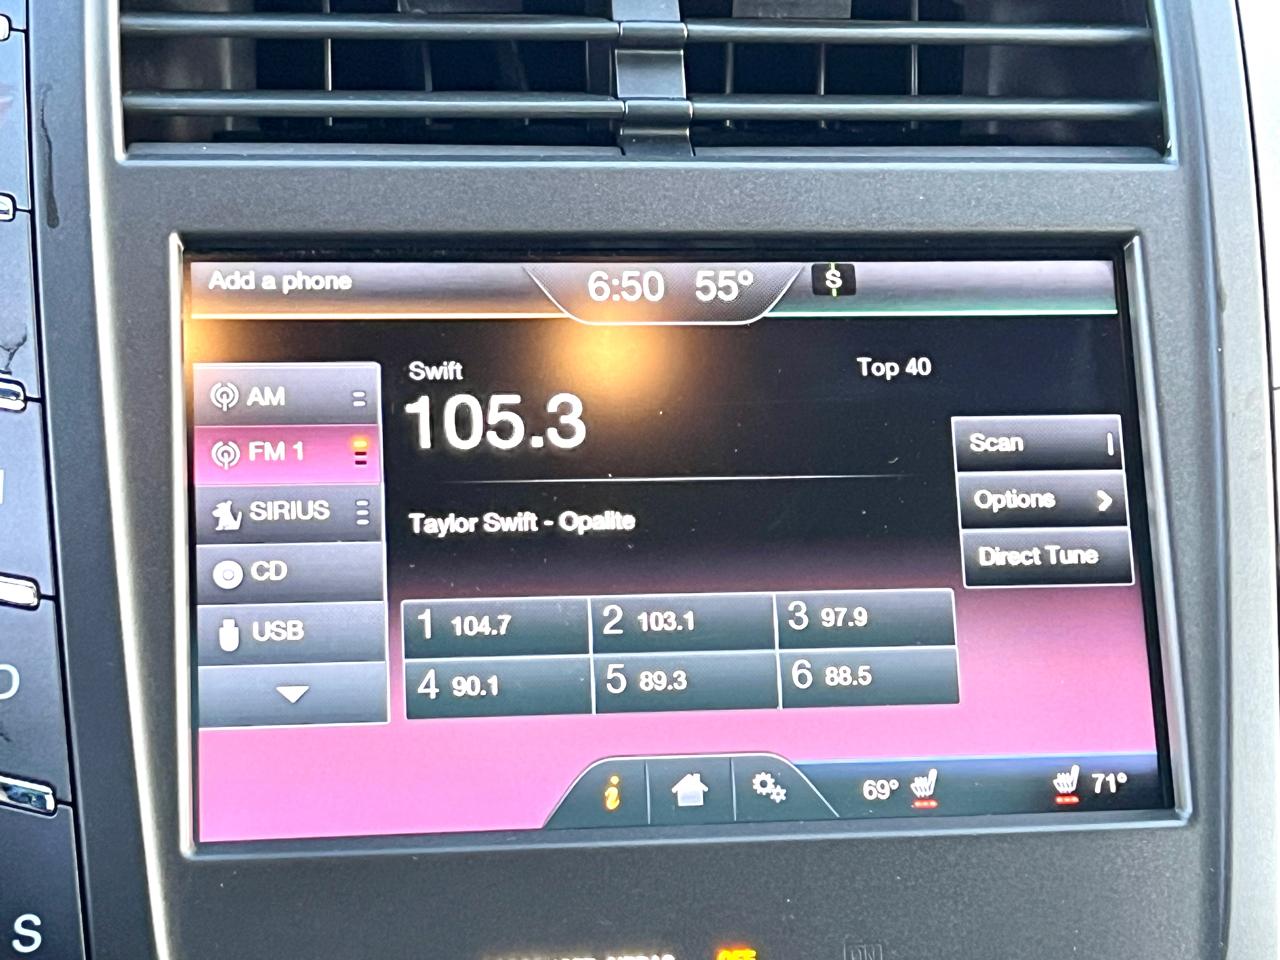 Add a phone
6:50 55° S
Swift
Top 40
105.3
AM
FM 1
SIRIUS
CD
USB
Scan
Options
Direct Tune
Taylor Swift - Opalite
1 104.7
2 103.1
3 97.9
4 90.1
5 89.3
6 88.5
i
69°
71°
D
S
OFF
ON